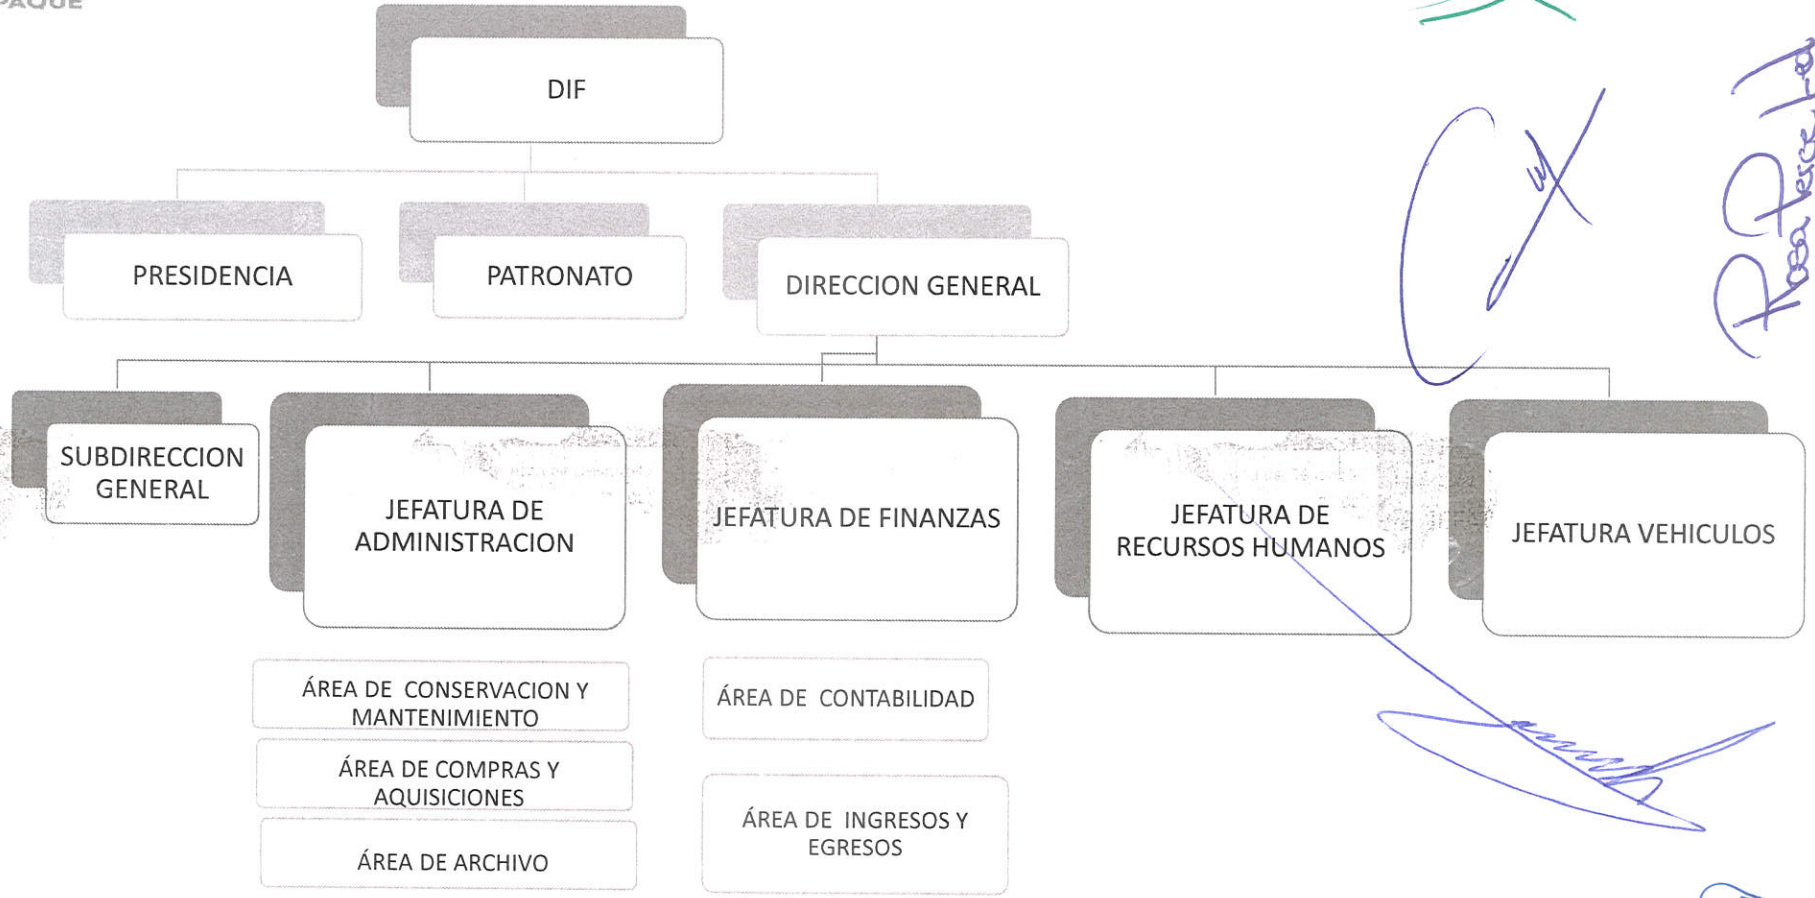 DIF
PRESIDENCIA
PATRONATO
DIRECCION GENERAL
SUBDIRECCION
GENERAL
JEFATURA DE
ADMINISTRACION
JEFATURA DE FINANZAS
JEFATURA DE
RECURSOS HUMANOS
JEFATURA VEHICULOS
ÁREA DE CONSERVACION Y
MANTENIMIENTO
ÁREA DE COMPRAS Y
AQUISICIONES
ÁREA DE ARCHIVO
ÁREA DE CONTABILIDAD
ÁREA DE INGRESOS Y
EGRESOS
Rosa